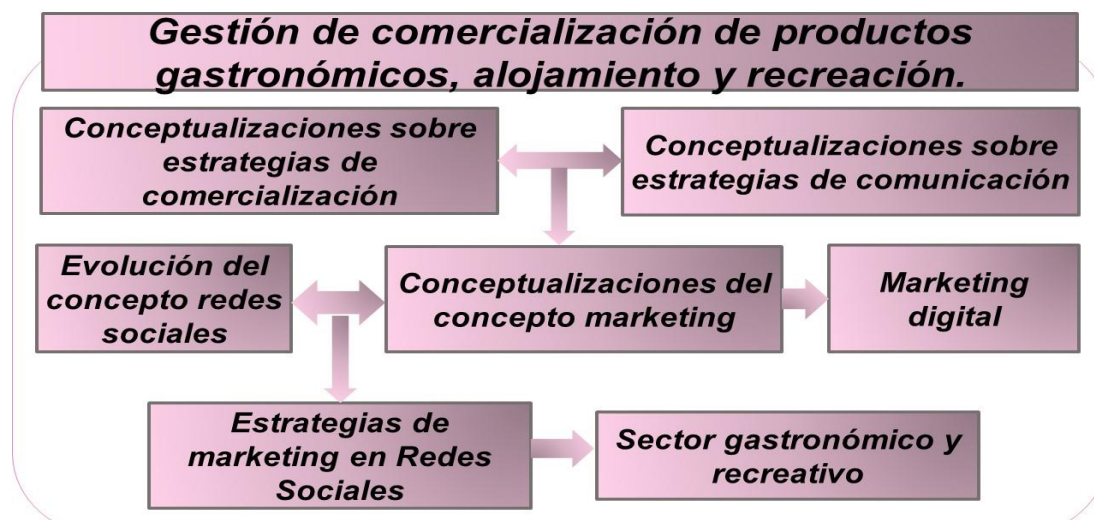 Gestión de comercialización de productos
gastronómicos, alojamiento y recreación.
Conceptualizaciones sobre
estrategias de
comercialización
Conceptualizaciones sobre
estrategias de comunicación
Evolución del
concepto redes
sociales
Conceptualizaciones del
concepto marketing
Marketing
digital
Estrategias de
marketing en Redes
Sociales
Sector gastronómico y
recreativo